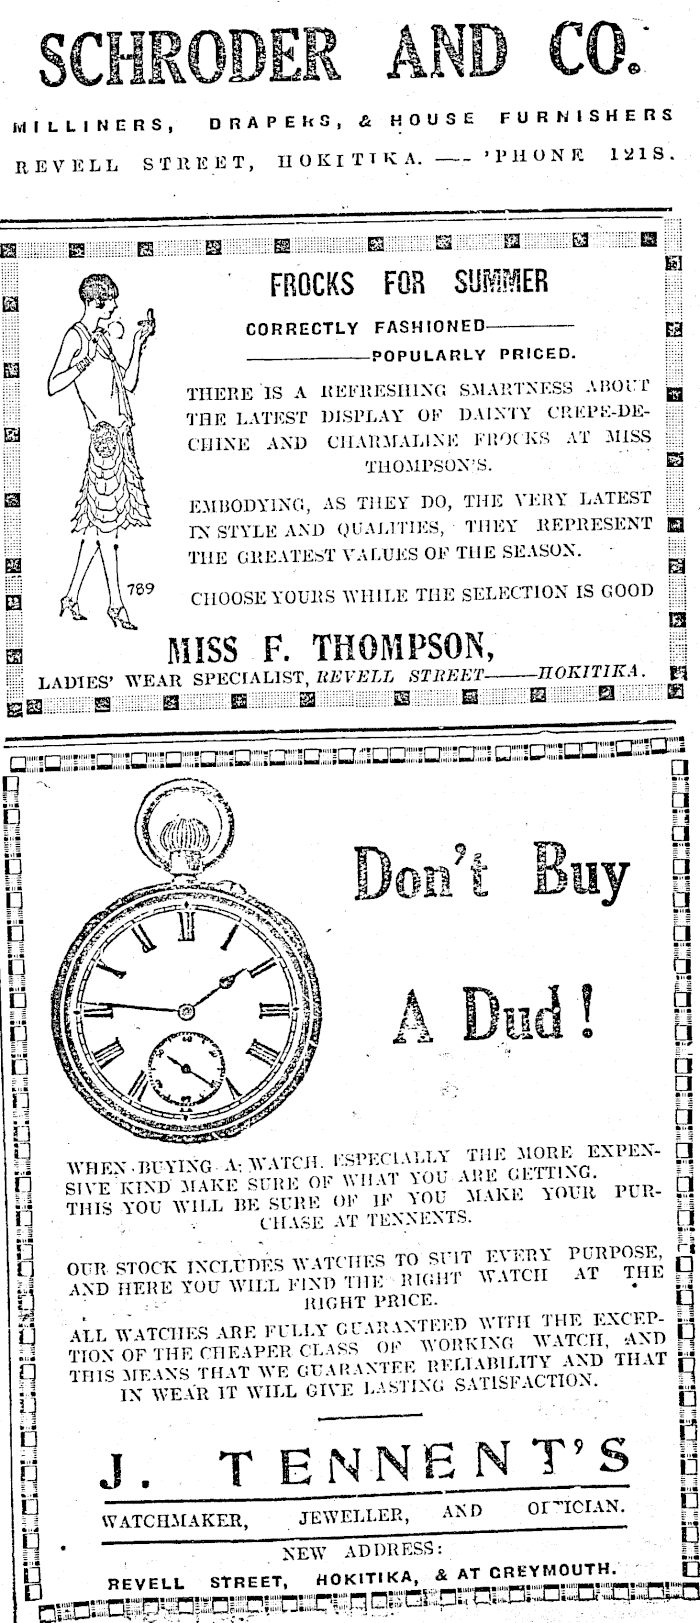 SCHRODER AND CO.
MILLINERS, DRAPERS, & HOUSE FURNISHERS
REVELL STREET, HOKITIKA. —-- 'PHONE 121S.
FROCKS FOR SUMMER
CORRECTLY FASHIONED———
————POPULARLY PRICED.
THERE IS A REFRESHING SMARTNESS ABOUT
THE LATEST DISPLAY OF DAINTY CREPE-DE-
CHINE AND CHARMALINE FROCKS AT MISS
THOMPSON'S.
EMBODYING, AS THEY DO, THE VERY LATEST
IN STYLE AND QUALITIES, THEY REPRESENT
THE GREATEST VALUES OF THE SEASON.
789
CHOOSE YOURS WHILE THE SELECTION IS GOOD
MISS F. THOMPSON,
LADIES' WEAR SPECIALIST, REVELL STREET———HOKITIKA.
Don't Buy
A Dud!
WHEN BUYING A WATCH, ESPECIALLY THE MORE EXPEN-
SIVE KIND MAKE SURE OF WHAT YOU ARE GETTING.
THIS YOU WILL BE SURE OF IF YOU MAKE YOUR PUR-
CHASE AT TENNENTS.
OUR STOCK INCLUDES WATCHES TO SUIT EVERY PURPOSE,
AND HERE YOU WILL FIND THE RIGHT WATCH AT THE
RIGHT PRICE.
ALL WATCHES ARE FULLY GUARANTEED WITH THE EXCEP-
TION OF THE CHEAPER CLASS OF WORKING WATCH, AND
THIS MEANS THAT WE GUARANTEE RELIABILITY AND THAT
IN WEAR IT WILL GIVE LASTING SATISFACTION.
J. TENNENT'S
WATCHMAKER, JEWELLER, AND OPTICIAN.
NEW ADDRESS:
REVELL STREET, HOKITIKA, & AT GREYMOUTH.